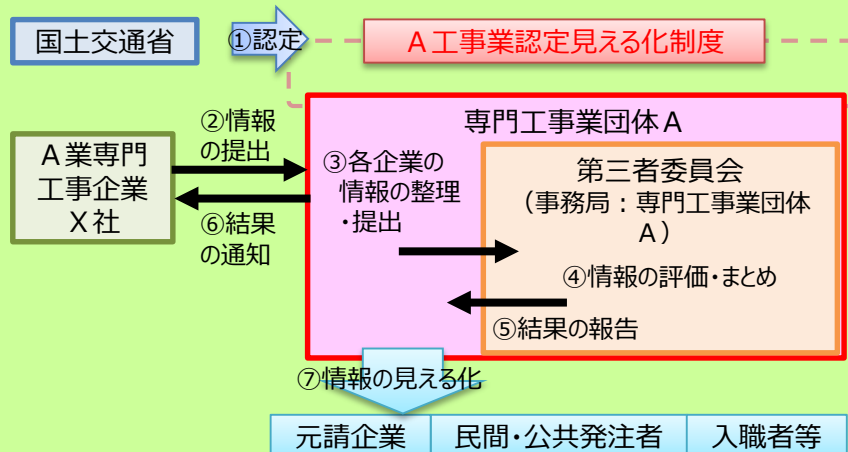 国土交通省
①認定
A工事業認定見える化制度
専門工事業団体A
A業専門
工事企業
X社
②情報
の提出
⑥結果
の通知
③各企業の
情報の整理
・提出
第三者委員会
(事務局:専門工事業団体
A)
④情報の評価・まとめ
⑤結果の報告
⑦情報の見える化
元請企業
民間・公共発注者
入職者等